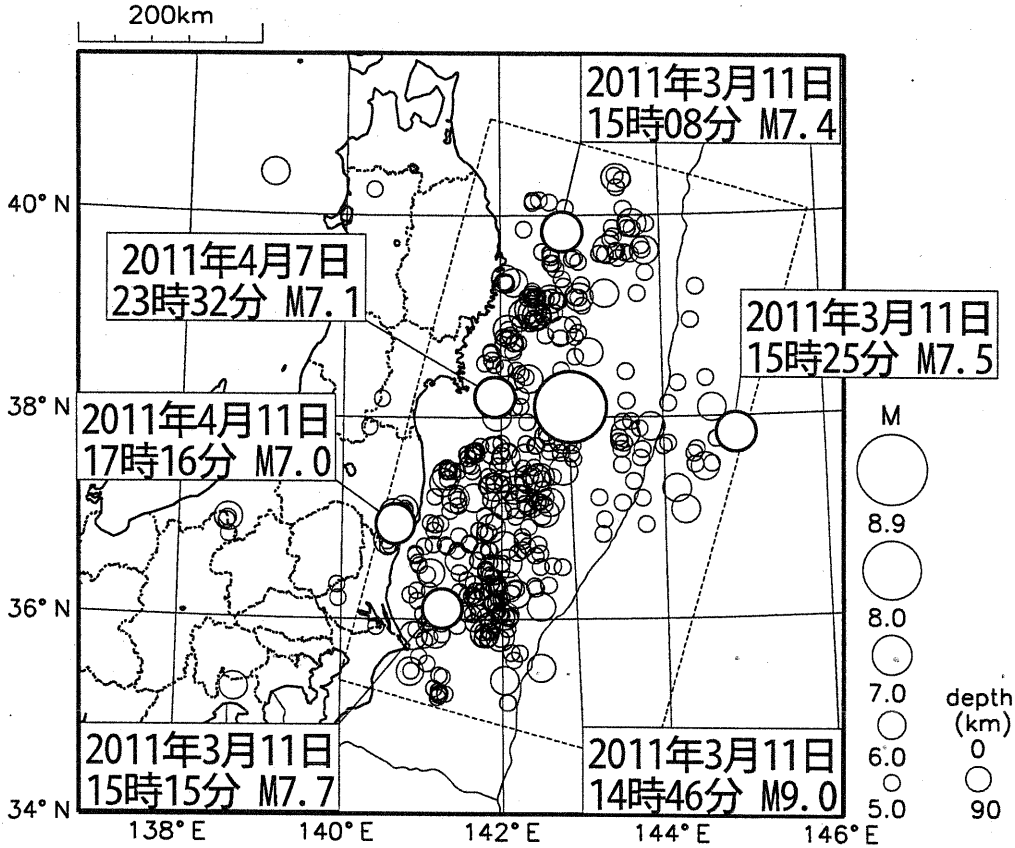 200km
2011年3月11日
15時08分 M7.4
40°N
2011年4月7日
23時32分 M7.1
2011年3月11日
15時25分 M7.5
38°N
2011年4月11日
17時16分 M7.0
M
8.9
8.0
7.0
6.0
5.0
depth
(km)
0
90
36°N
2011年3月11日
15時15分 M7.7
2011年3月11日
14時46分 M9.0
34°N
138°E
140°E
142°E
144°E
146°E